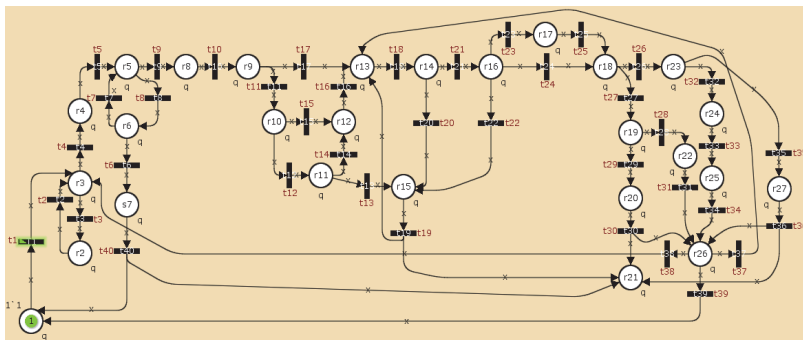 r17
q
t23
t25
t5
t9
t10
t17
t18
t21
t24
t26
r5
r8
r9
r13
r14
r16
r18
r23
q
t7
t8
t11
t16
t32
t27
r4
r6
r10
t15
r12
t20
t22
r19
t28
r24
t4
t6
t14
t33
t2
r3
t3
s7
r11
t12
t13
r15
t29
r22
t31
r25
r20
r27
t34
t1
r2
t40
t19
t30
r26
t38
t37
r21
t39
1`1
1
q